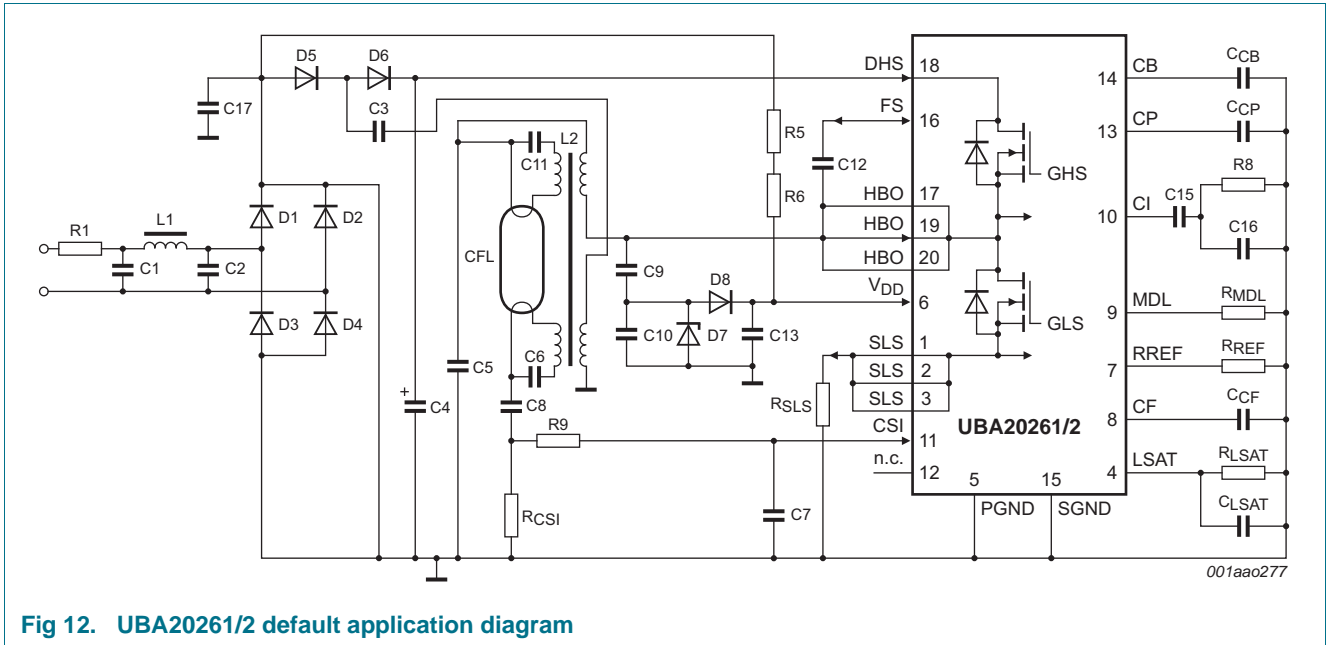 D5
D6
DHS
18
14
CB
CCB
C17
C3
FS
16
13
CP
CCP
C11
L2
R5
C12
GHS
R8
R6
HBO
17
C15
10
CI
HBO
19
C16
R1
L1
D1
D2
CFL
HBO
20
C1
C2
C9
D8
VDD
6
9
MDL
RMDL
D3
D4
C10
D7
C13
GLS
SLS
1
RREF
RREF
C5
C6
SLS
2
7
RSLS
SLS
3
+
C4
C8
CF
CCF
R9
CSI
11
UBA20261/2
8
n.c.
12
4
LSAT
RLSAT
5
15
RCSI
C7
PGND
SGND
CLSAT
001aao277
Fig 12. UBA20261/2 default application diagram